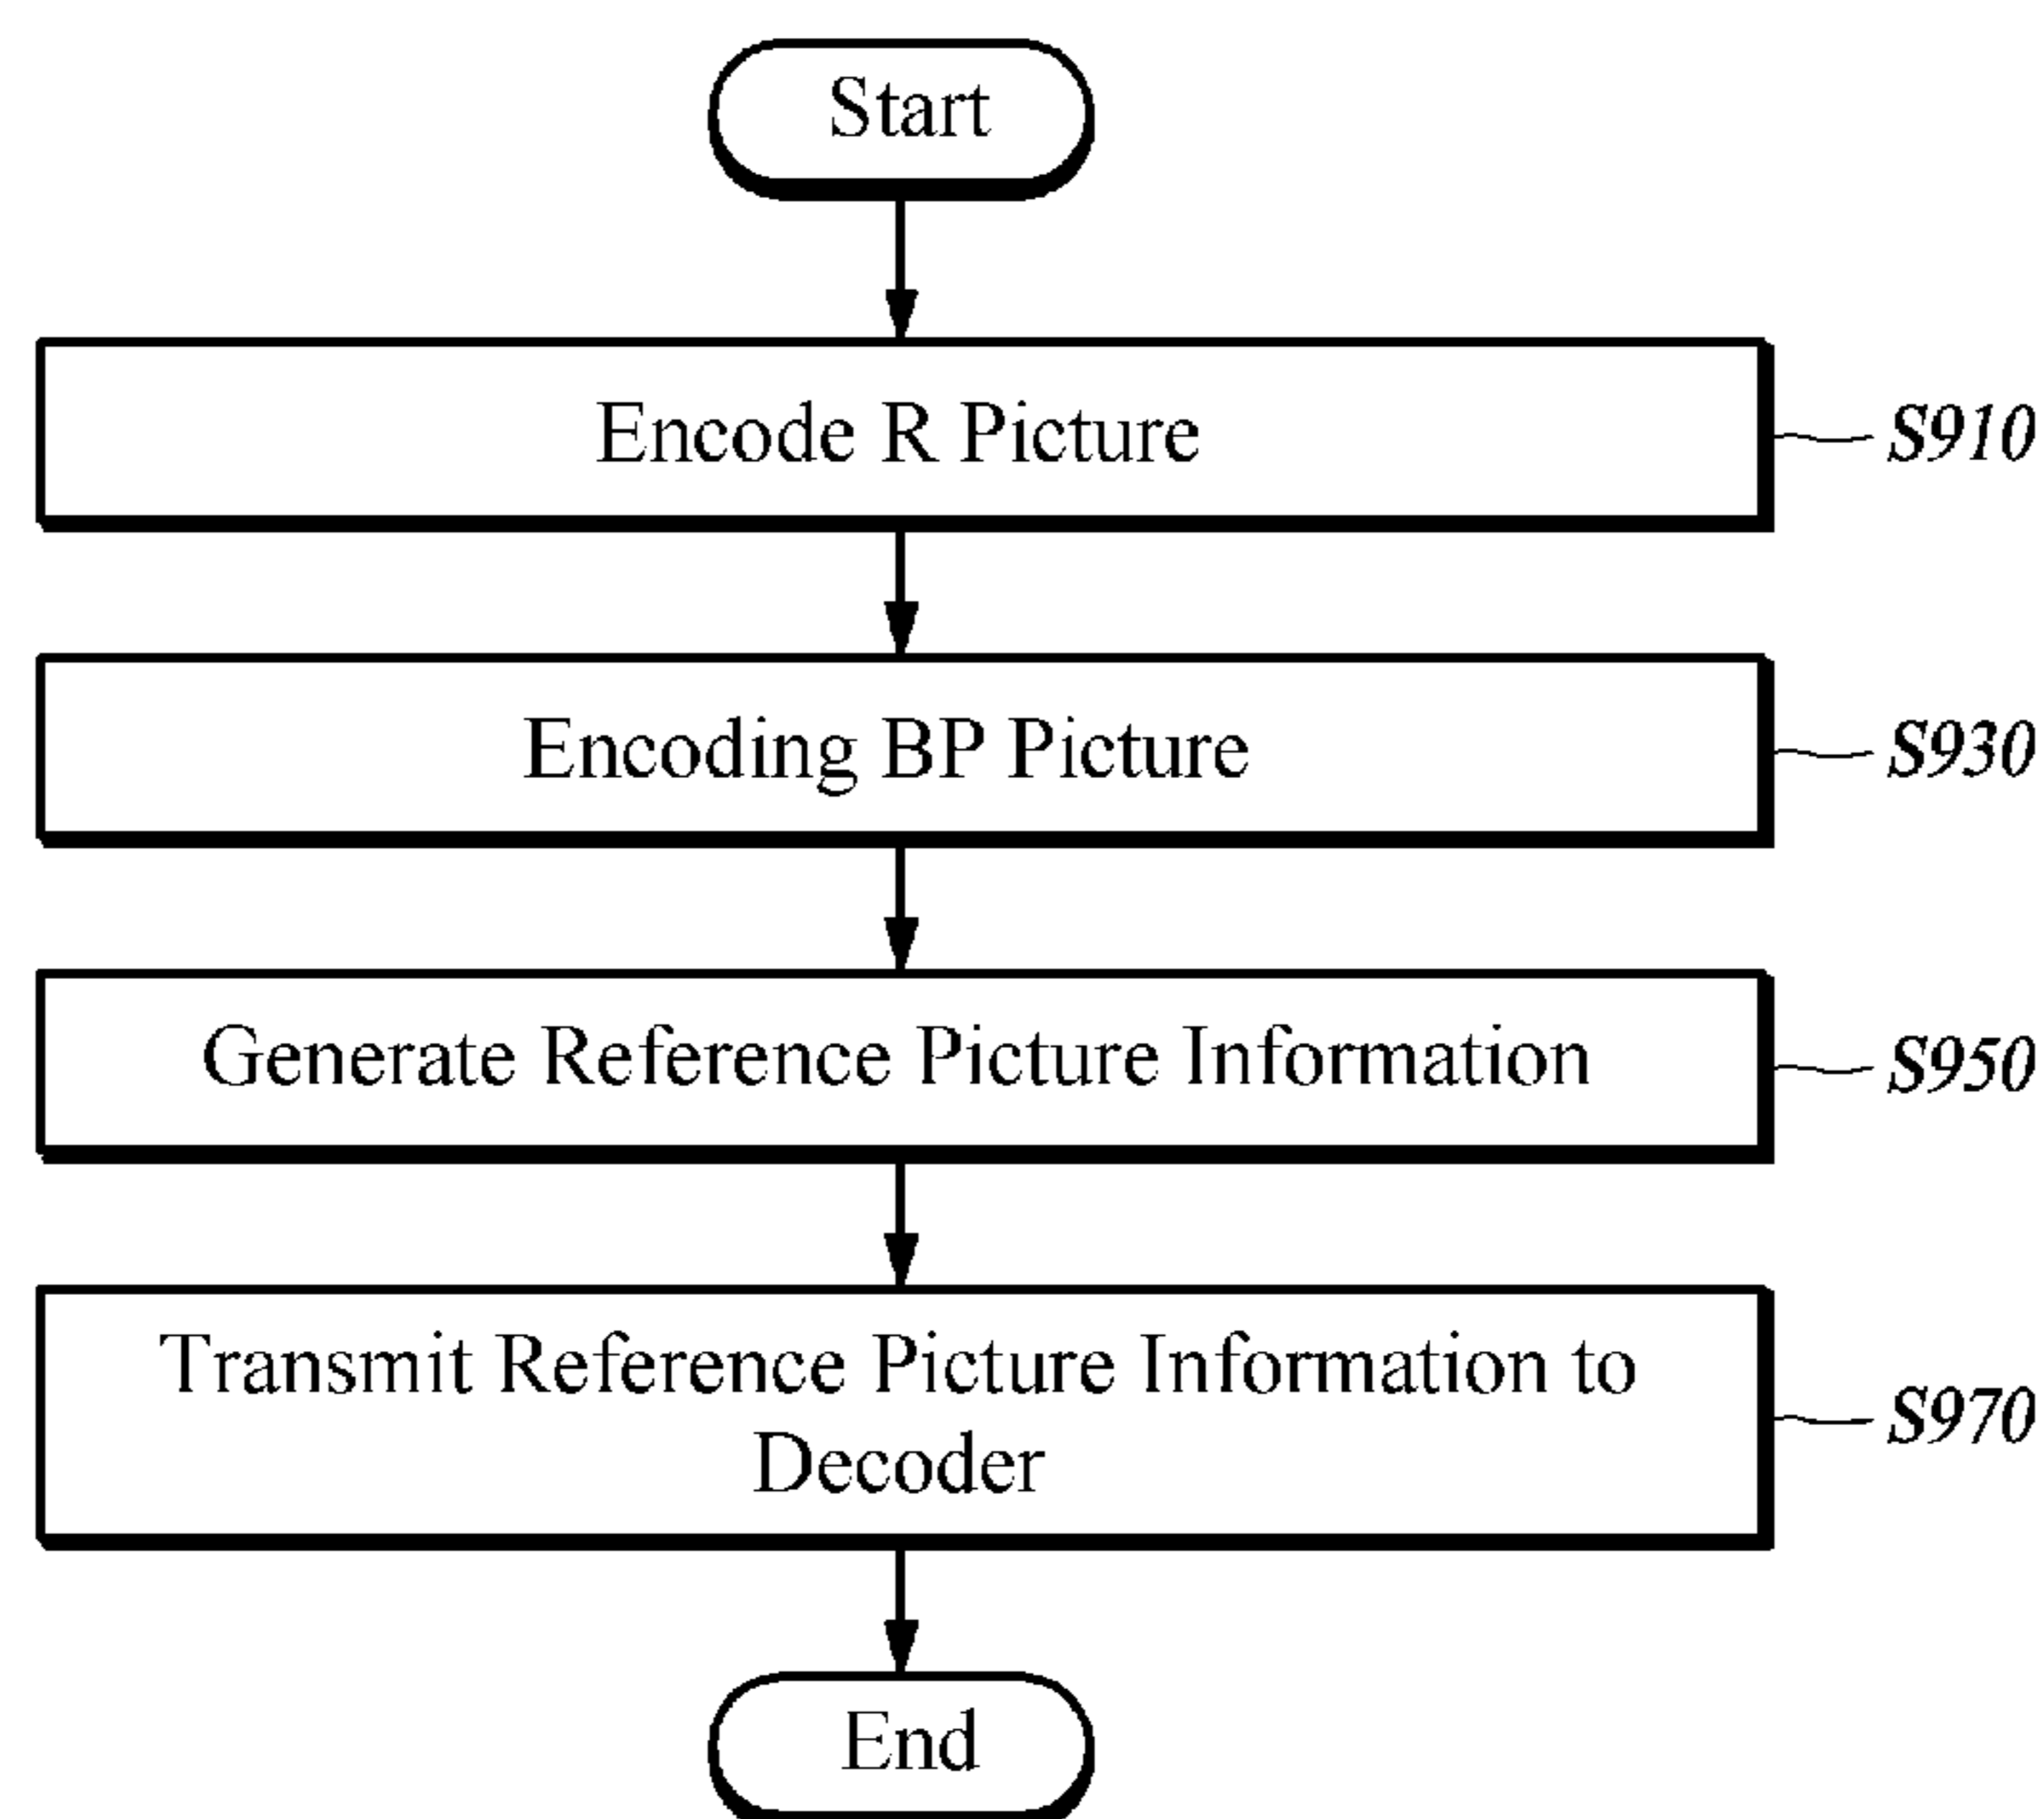 Start
Encode R Picture
S910
Encoding BP Picture
S930
Generate Reference Picture Information
S950
Transmit Reference Picture Information to
Decoder
S970
End